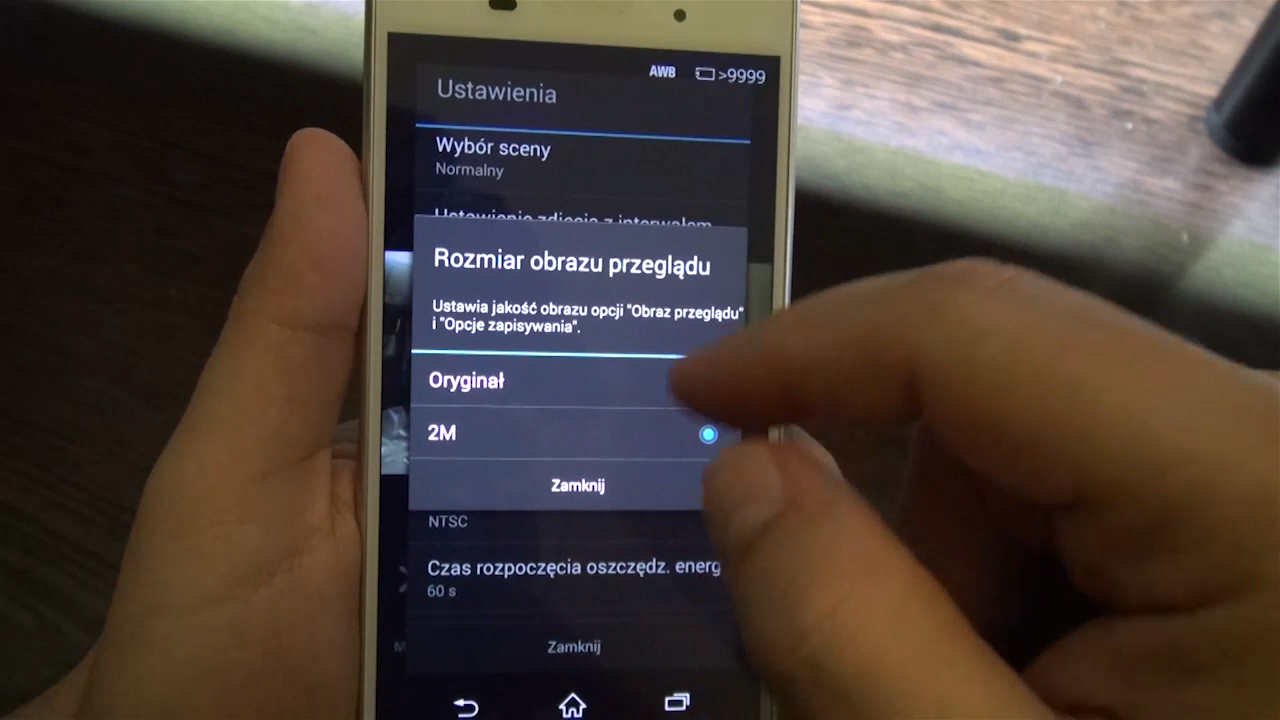 AWB >9999
Ustawienia
Wybór sceny
Normalny
Ustawienie zdjęcia z interwałem
Rozmiar obrazu przeglądu
Ustawia jakość obrazu opcji "Obraz przeglądu"
i "Opcje zapisywania".
Oryginał
2M
Zamknij
NTSC
Czas rozpoczęcia oszczędz. energ
60 s
Zamknij